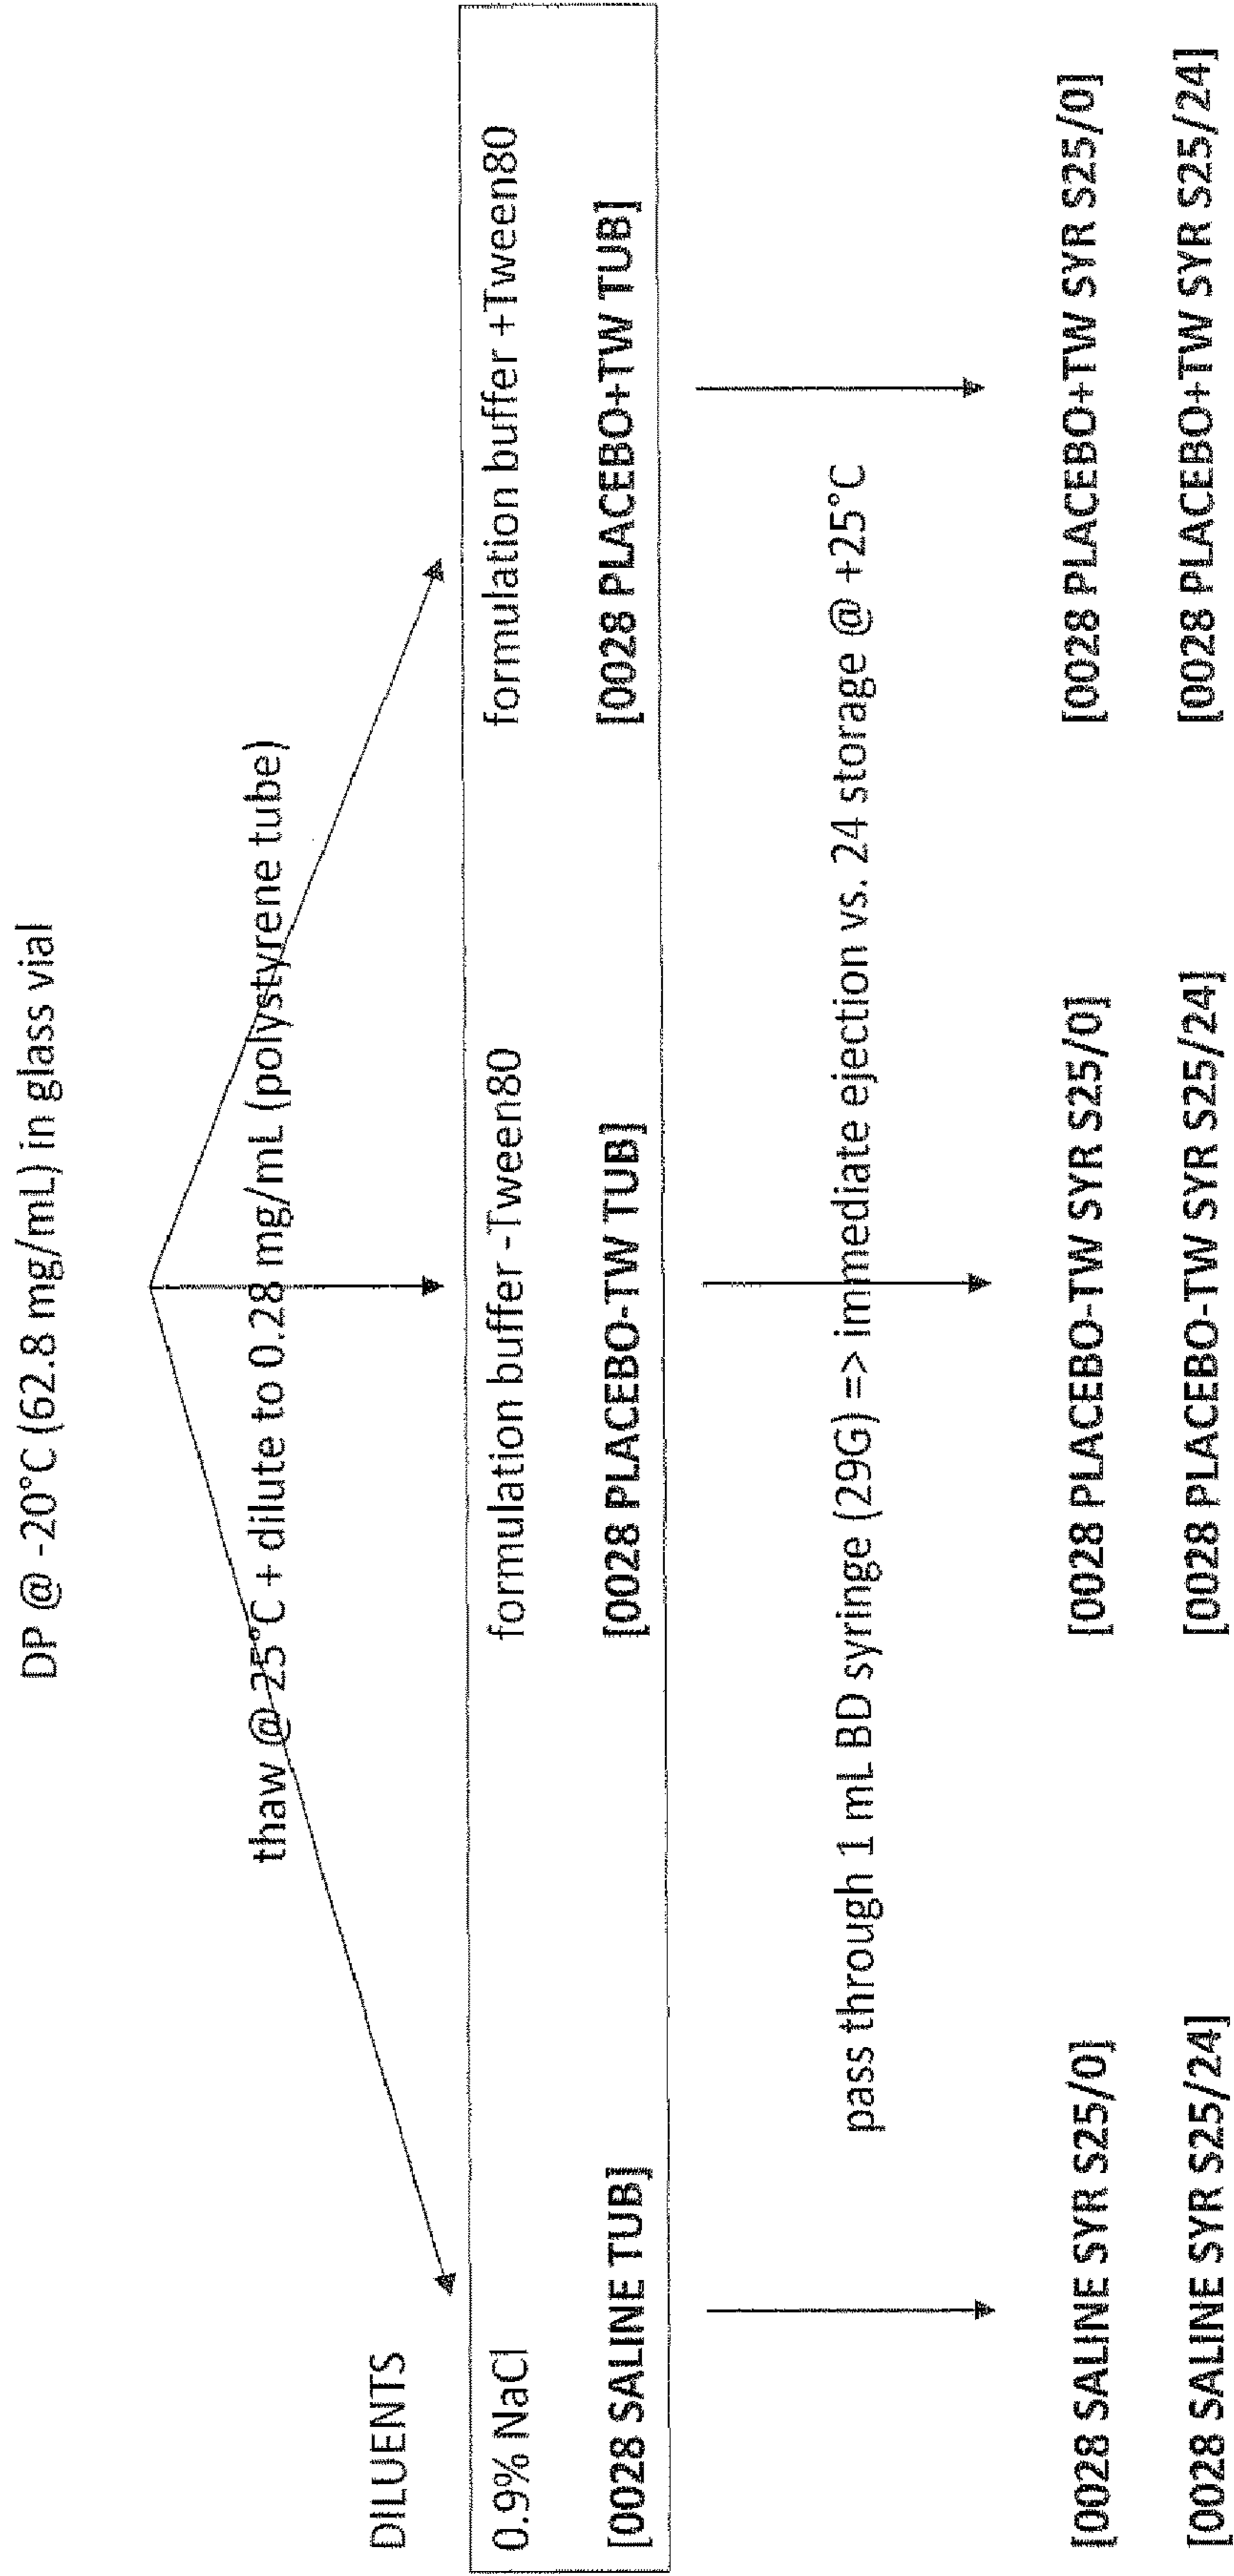 DP @ -20°C (62.8 mg/mL) in glass vial
thaw @ 25°C + dilute to 0.28 mg/mL (polystyrene tube)
DILUENTS
0.9% NaCl
formulation buffer -Tween80
formulation buffer +Tween80
[0028 SALINE TUB]
[0028 PLACEBO-TW TUB]
[0028 PLACEBO+TW TUB]
pass through 1 mL BD syringe (29G) => immediate ejection vs. 24 storage @ +25°C
[0028 SALINE SYR S25/0]
[0028 PLACEBO-TW SYR S25/0]
[0028 PLACEBO+TW SYR S25/0]
[0028 SALINE SYR S25/24]
[0028 PLACEBO-TW SYR S25/24]
[0028 PLACEBO+TW SYR S25/24]